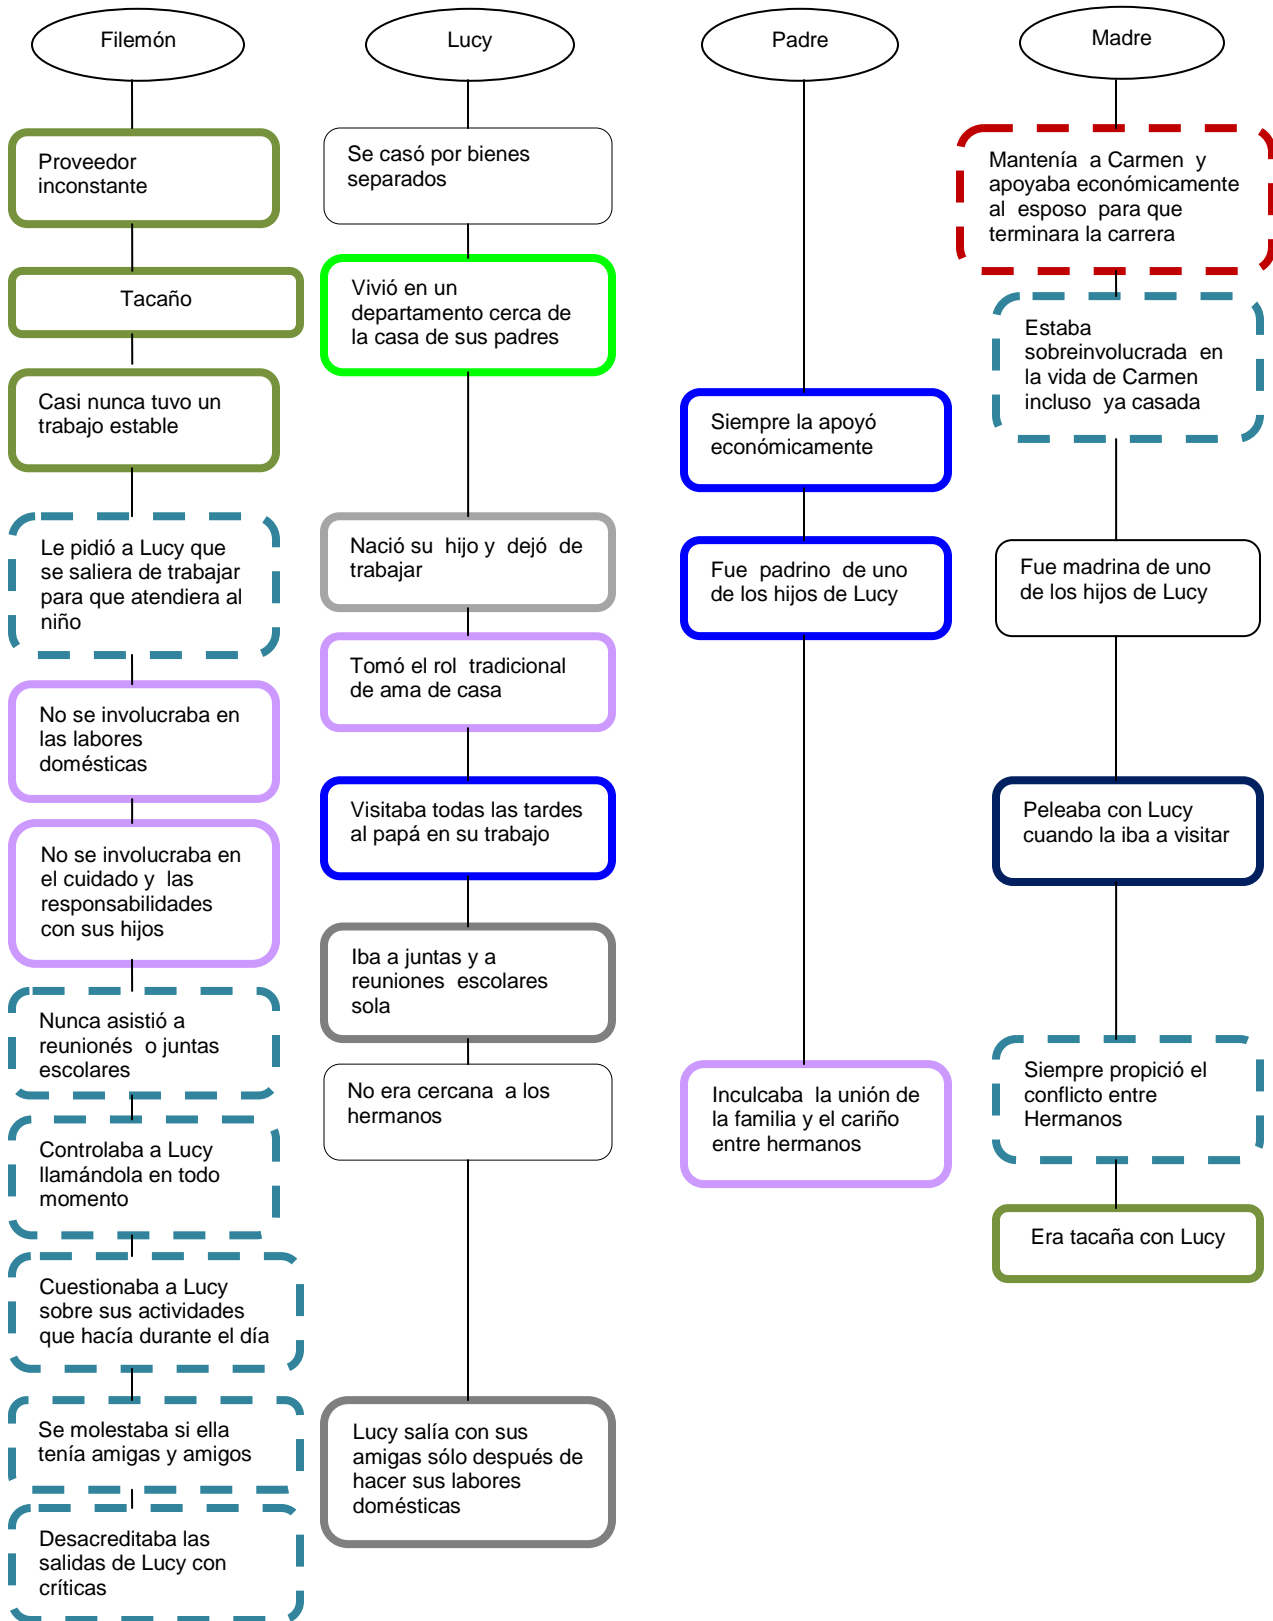 Filemón
Proveedor
inconstante
Tacaño
Casi nunca tuvo un
trabajo estable
Le pidió a Lucy que
se saliera de trabajar
para que atendiera al
niño
No se involucraba en
las labores
domésticas
No se involucraba en
el cuidado y las
responsabilidades
con sus hijos
Nunca asistió a
reunionés o juntas
escolares
Controlaba a Lucy
llamándola en todo
momento
Cuestionaba a Lucy
sobre sus actividades
que hacía durante el día
Se molestaba si ella
tenía amigas y amigos
Desacreditaba las
salidas de Lucy con
críticas
Lucy
Se casó por bienes
separados
Vivió en un
departamento cerca de
la casa de sus padres
Nació su hijo y dejó de
trabajar
Tomó el rol tradicional
de ama de casa
Visitaba todas las tardes
al papá en su trabajo
Iba a juntas y a
reuniones escolares
sola
No era cercana a los
hermanos
Lucy salía con sus
amigas sólo después de
hacer sus labores
domésticas
Padre
Siempre la apoyó
económicamente
Fue padrino de uno
de los hijos de Lucy
Inculcaba la unión de
la familia y el cariño
entre hermanos
Madre
Mantenía a Carmen y
apoyaba económicamente
al esposo para que
terminara la carrera
Estaba
sobreinvolucrada en
la vida de Carmen
incluso ya casada
Fue madrina de uno
de los hijos de Lucy
Peleaba con Lucy
cuando la iba a visitar
Siempre propició el
conflicto entre
Hermanos
Era tacaña con Lucy